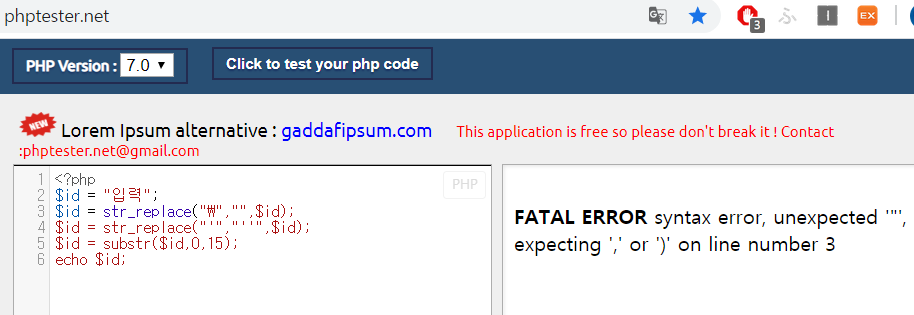 phptester.net 3 ふ I EX
PHP Version : 7.0 ▼ Click to test your php code
NEW Lorem Ipsum alternative : gaddafipsum.com This application is free so please don't break it ! Contact
:phptester.net@gmail.com
PHP
1 <?php
2 $id = "입력";
3 $id = str_replace("₩","",$id);
4 $id = str_replace("'","''",$id);
5 $id = substr($id,0,15);
6 echo $id;
FATAL ERROR syntax error, unexpected '"',
expecting ',' or ')' on line number 3